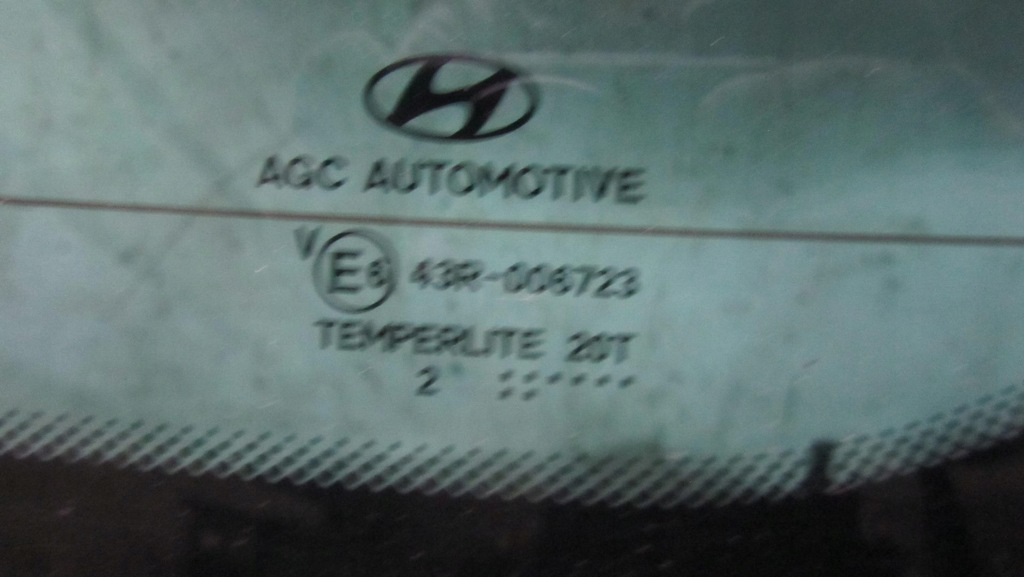 AGC AUTOMOTIVE
V E6 43R-006723
TEMPERLITE 20T
2 ::·····